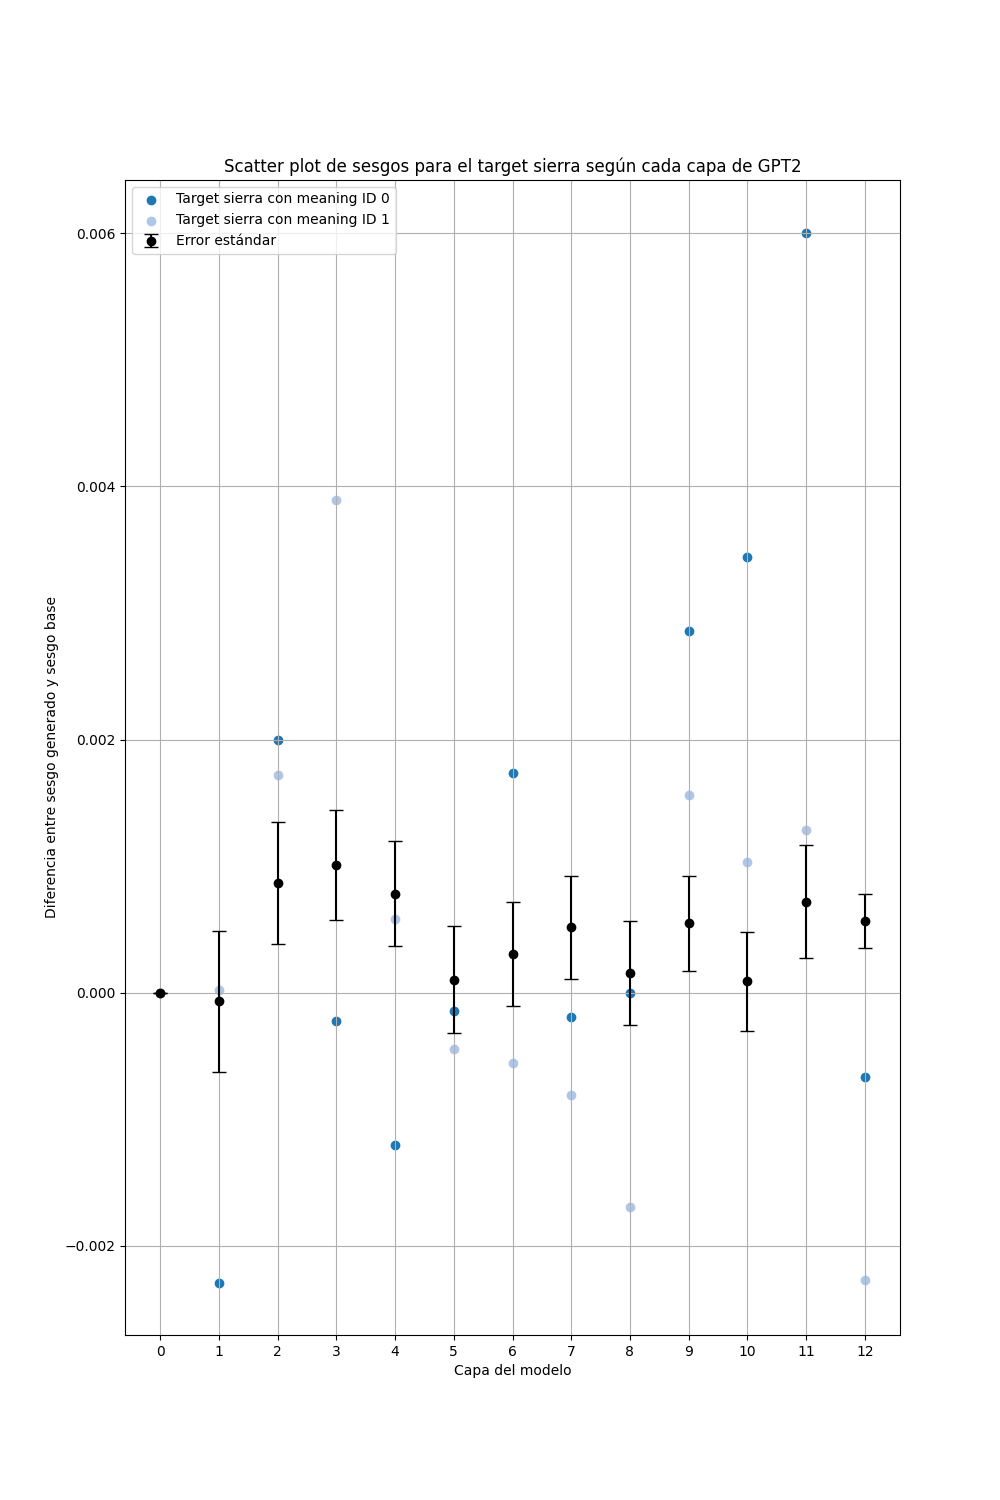 Scatter plot de sesgos para el target sierra según cada capa de GPT2
Target sierra con meaning ID 0
Target sierra con meaning ID 1
Error estándar
0.006
0.004
0.002
0.000
−0.002
Diferencia entre sesgo generado y sesgo base
0 1 2 3 4 5 6 7 8 9 10 11 12
Capa del modelo